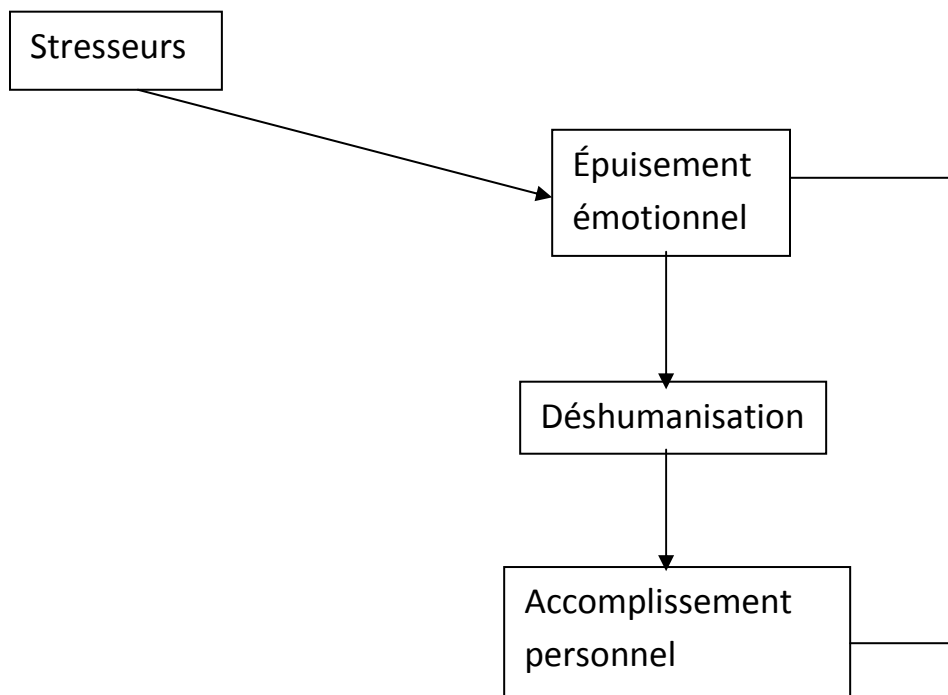 Stresseurs
Épuisement
émotionnel
Déshumanisation
Accomplissement
personnel